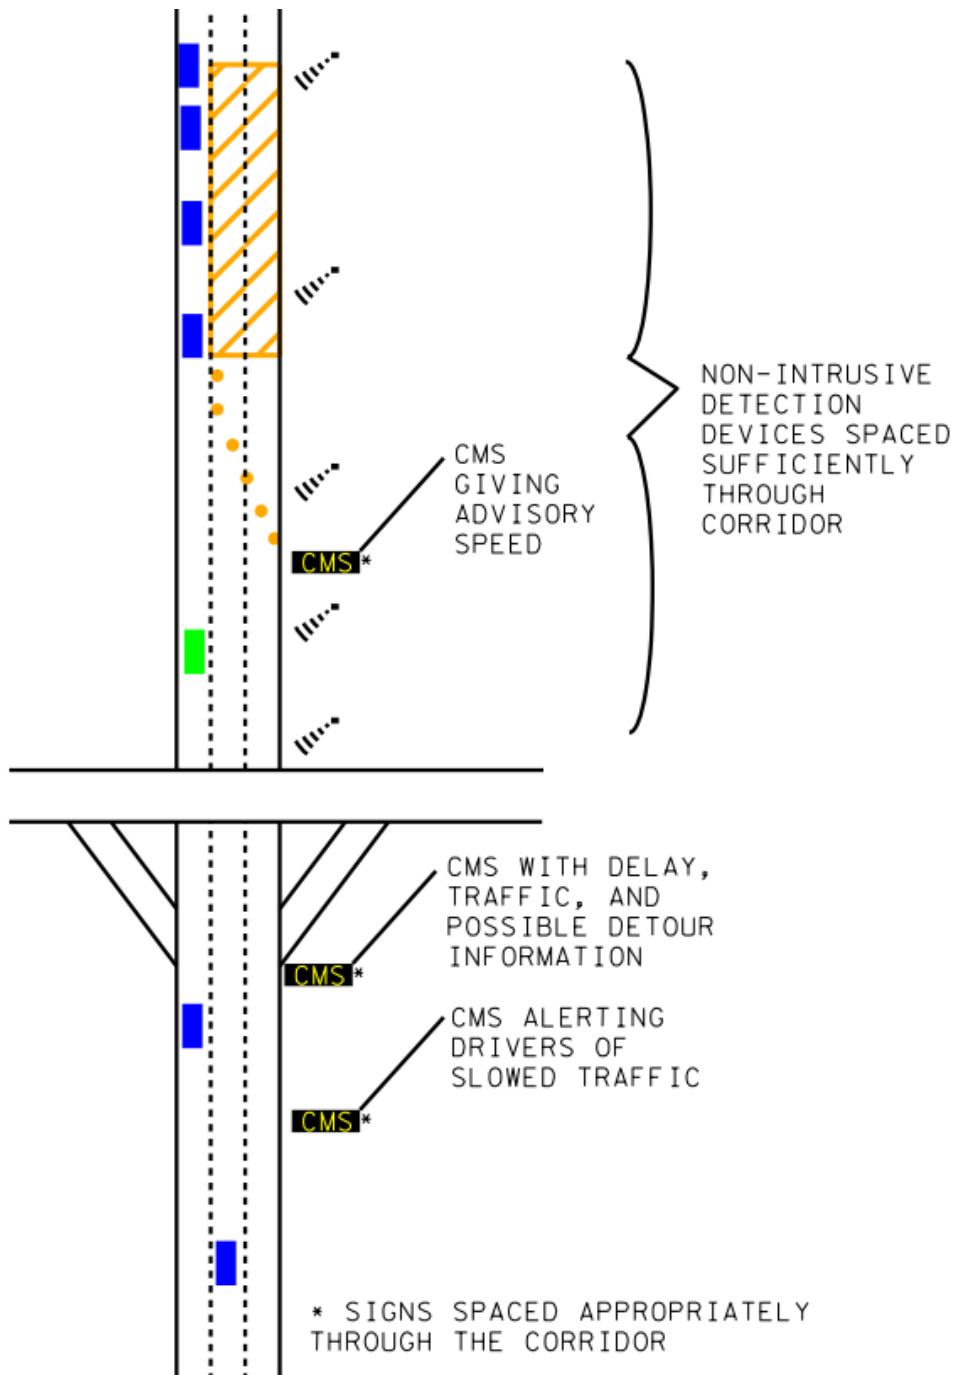 NON-INTRUSIVE
DETECTION
DEVICES SPACED
SUFFICIENTLY
THROUGH
CORRIDOR
CMS
GIVING
ADVISORY
SPEED
CMS*
CMS WITH DELAY,
TRAFFIC, AND
POSSIBLE DETOUR
INFORMATION
CMS*
CMS ALERTING
DRIVERS OF
SLOWED TRAFFIC
CMS*
* SIGNS SPACED APPROPRIATELY
THROUGH THE CORRIDOR